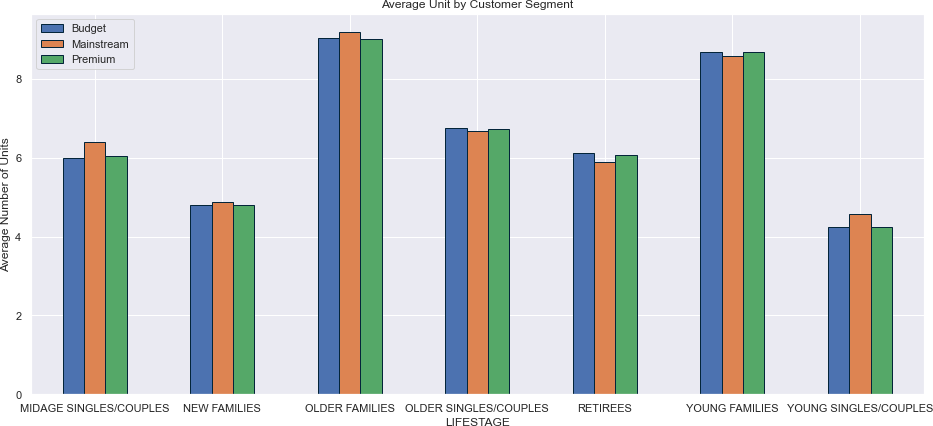 Average Unit by Customer Segment
Budget
Mainstream
Premium
Average Number of Units
8
6
4
2
0
MIDAGE SINGLES/COUPLES NEW FAMILIES OLDER FAMILIES OLDER SINGLES/COUPLES RETIREES YOUNG FAMILIES YOUNG SINGLES/COUPLES
LIFESTAGE